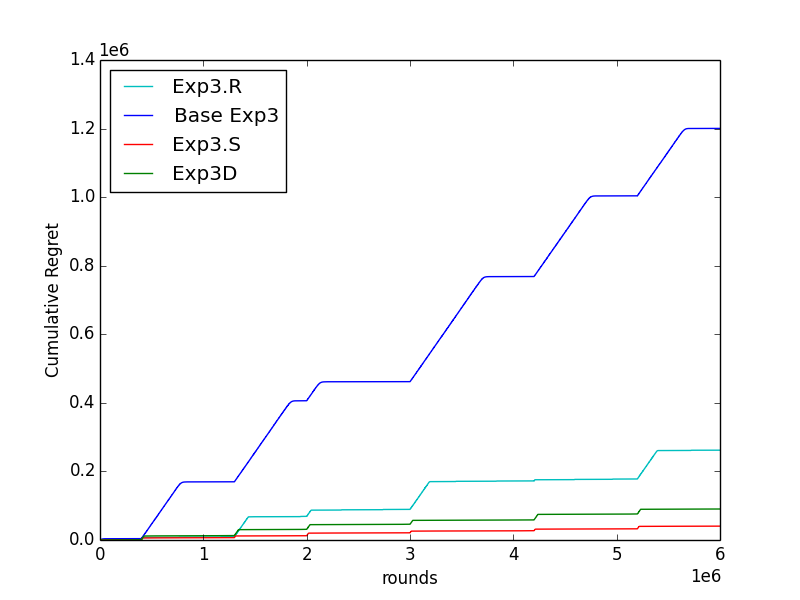 1e6
1.4
1.2
1.0
0.8
0.6
0.4
0.2
0.0
Cumulative Regret
Exp3.R
Base Exp3
Exp3.S
Exp3D
0 1 2 3 4 5 6
rounds
1e6